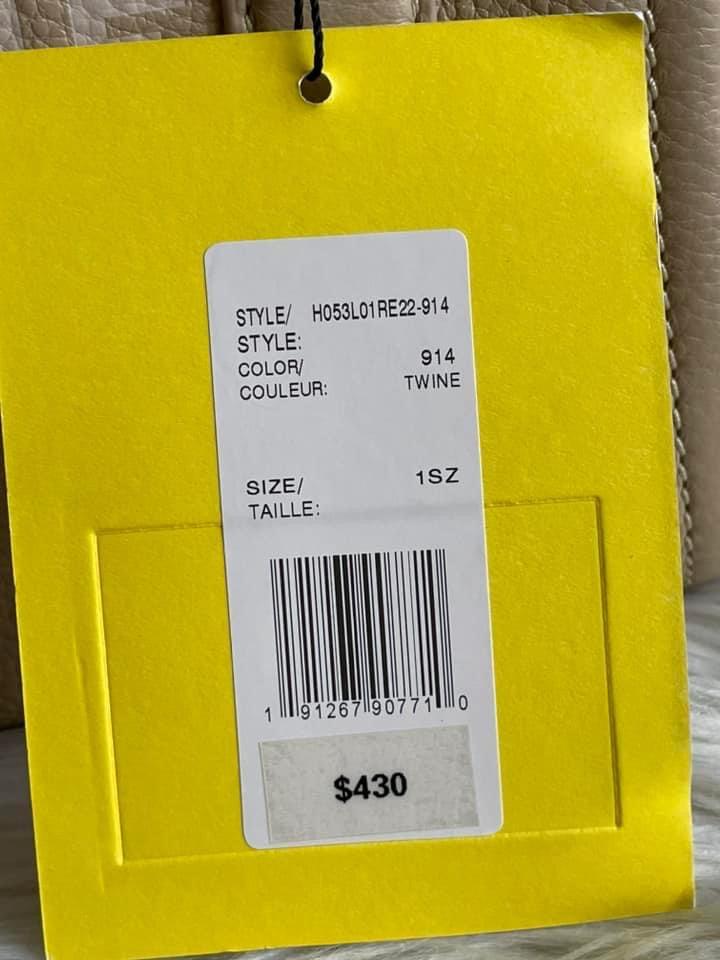 STYLE/ H053L01RE22-914
STYLE:
COLOR/ 914
COULEUR: TWINE
SIZE/ 1SZ
TAILLE:
1 91267 90771 0
$430